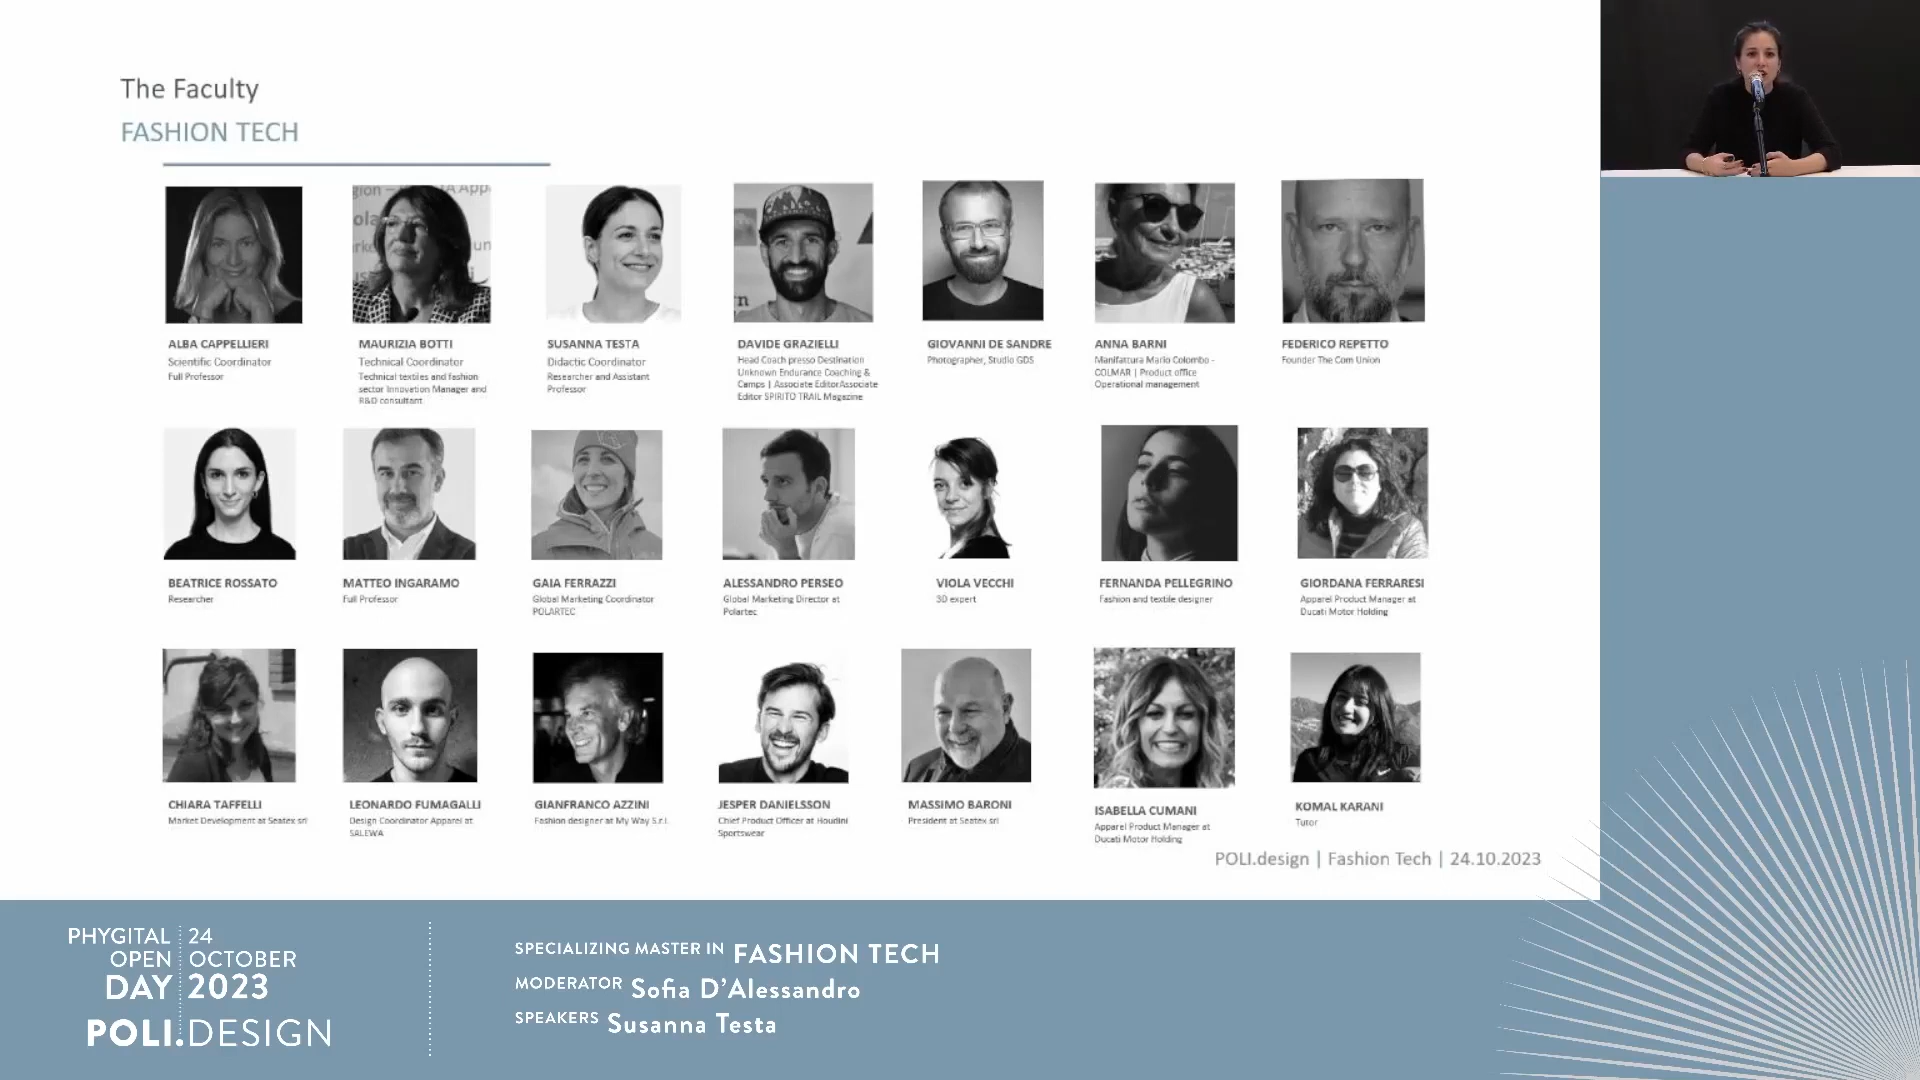 The Faculty
FASHION TECH
ALBA CAPPELLIERI
Scientific Coordinator
Full Professor
MAURIZIA BOTTI
Technical Coordinator
Technical textiles and fashion
sector Innovation Manager and
R&D consultant
SUSANNA TESTA
Didactic Coordinator
Researcher and Assistant
Professor
DAVIDE GRAZIELLI
Head Coach presso Destination
Unknown Endurance Coaching &
Camps | Associate EditorAssociate
Editor SPIRITO TRAIL Magazine
GIOVANNI DE SANDRE
Photographer, Studio GDS
ANNA BARNI
Manifattura Mario Colombo -
COLMAR | Product office
Operational management
FEDERICO REPETTO
Founder The Com Union
BEATRICE ROSSATO
Researcher
MATTEO INGARAMO
Full Professor
GAIA FERRAZZI
Global Marketing Coordinator
POLARTEC
ALESSANDRO PERSEO
Global Marketing Director at
Polartec
VIOLA VECCHI
3D expert
FERNANDA PELLEGRINO
Fashion and textile designer
GIORDANA FERRARESI
Apparel Product Manager at
Ducati Motor Holding
CHIARA TAFFELLI
Market Development at Seatex srl
LEONARDO FUMAGALLI
Design Coordinator Apparel at
SALEWA
GIANFRANCO AZZINI
Fashion designer at My Way S.r.l.
JESPER DANIELSSON
Chief Product Officer at Houdini
Sportswear
MASSIMO BARONI
President at Seatex srl
ISABELLA CUMANI
Apparel Product Manager at
Ducati Motor Holding
KOMAL KARANI
Tutor
POLI.design | Fashion Tech | 24.10.2023
PHYGITAL 24
OPEN OCTOBER
DAY 2023
POLI.DESIGN
SPECIALIZING MASTER IN FASHION TECH
MODERATOR Sofia D'Alessandro
SPEAKERS Susanna Testa